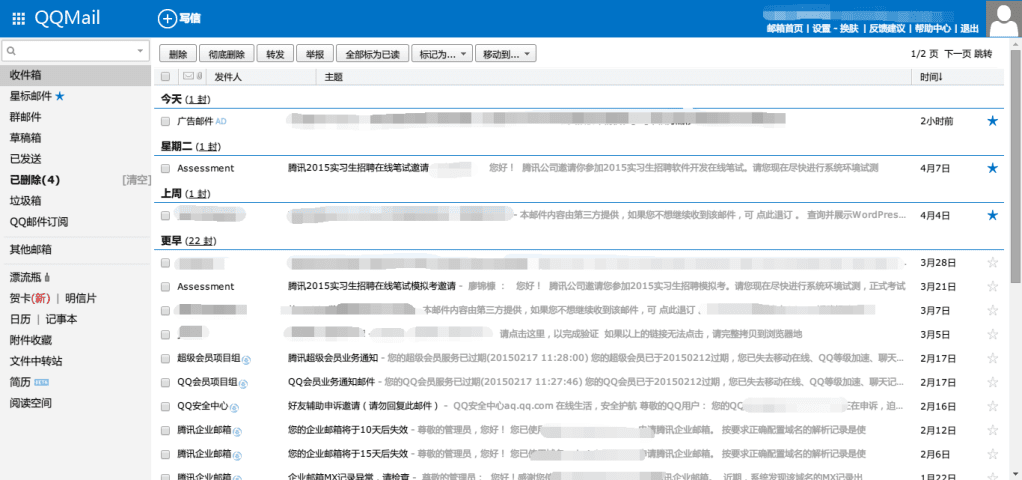 QQMail
写信
邮箱首页 | 设置 - 换肤 | 反馈建议 | 帮助中心 | 退出
删除 彻底删除 转发 举报 全部标为已读 标记为... 移动到... 1/2 页 下一页 跳转
收件箱
星标邮件
群邮件
草稿箱
已发送
已删除(4) [清空]
垃圾箱
QQ邮件订阅
其他邮箱
漂流瓶
贺卡(新) | 明信片
日历 | 记事本
附件收藏
文件中转站
简历
阅读空间
发件人 主题 时间↓
今天 (1 封)
广告邮件 AD 2小时前
星期二 (1 封)
Assessment 腾讯2015实习生招聘在线笔试邀请 您好！ 腾讯公司邀请你参加2015实习生招聘软件开发在线笔试。请您现在尽快进行系统环境测试 4月7日
上周 (1 封)
- 本邮件内容由第三方提供，如果您不想继续收到该邮件，可 点此退订 。 查询并展示WordPres... 4月4日
更早 (22 封)
3月28日
Assessment 腾讯2015实习生招聘在线笔试模拟考邀请 - 廖锦燎 ： 您好！ 腾讯公司邀请您参加2015实习生招聘模拟考。请您现在尽快进行系统环境测试，正式考试 3月21日
本邮件内容由第三方提供，如果您不想继续收到该邮件，可 点此退订 、 3月7日
请点击这里，以完成验证 如果以上的链接无法点击，请完整拷贝到浏览器地 3月5日
超级会员项目组 腾讯超级会员业务通知 - 您的超级会员服务已过期(20150217 11:28:00) 您的超级会员已于20150212过期，您已失去移动在线、QQ等级加速、聊天... 2月17日
QQ会员项目组 QQ会员业务通知邮件 - 您的QQ会员服务已过期(20150217 11:27:46) 您的QQ会员已于20150212过期，您已失去移动在线、QQ等级加速、聊天记... 2月17日
QQ安全中心 好友辅助申诉邀请（请勿回复此邮件） - QQ安全中心aq.qq.com 在线生活，安全护航 尊敬的QQ用户： 您的QQ 正在申诉，迫... 2月16日
腾讯企业邮箱 您的企业邮箱将于10天后失效 - 尊敬的管理员，您好！ 您已使用 申请腾讯企业邮箱。 按要求正确配置域名的解析记录是使 2月12日
腾讯企业邮箱 您的企业邮箱将于15天后失效 - 尊敬的管理员，您好！ 您已使 请腾讯企业邮箱。 按要求正确配置域名的解析记录是使 2月6日
腾讯企业邮箱 企业邮箱MX记录异常，请检查 - 尊敬的管理员：您好！感谢您 讯企业邮箱。 近期，系统发现该域名的MX记录出 1月22日